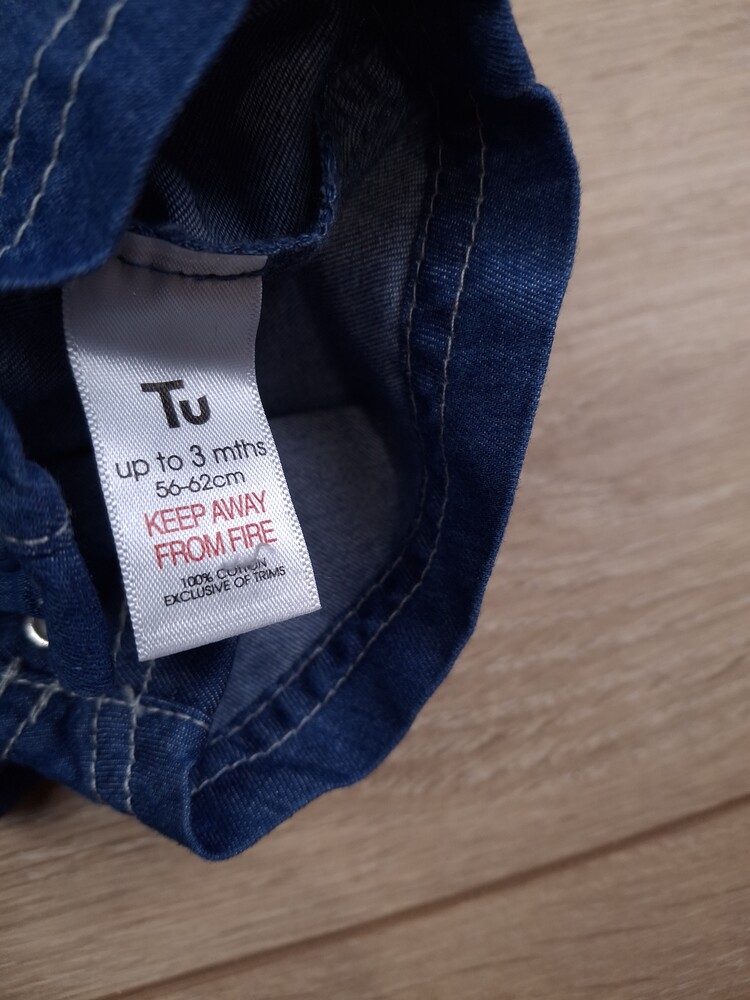 Tu
up to 3 mths
56-62cm
KEEP AWAY
FROM FIRE
100% COTTON
EXCLUSIVE OF TRIMS